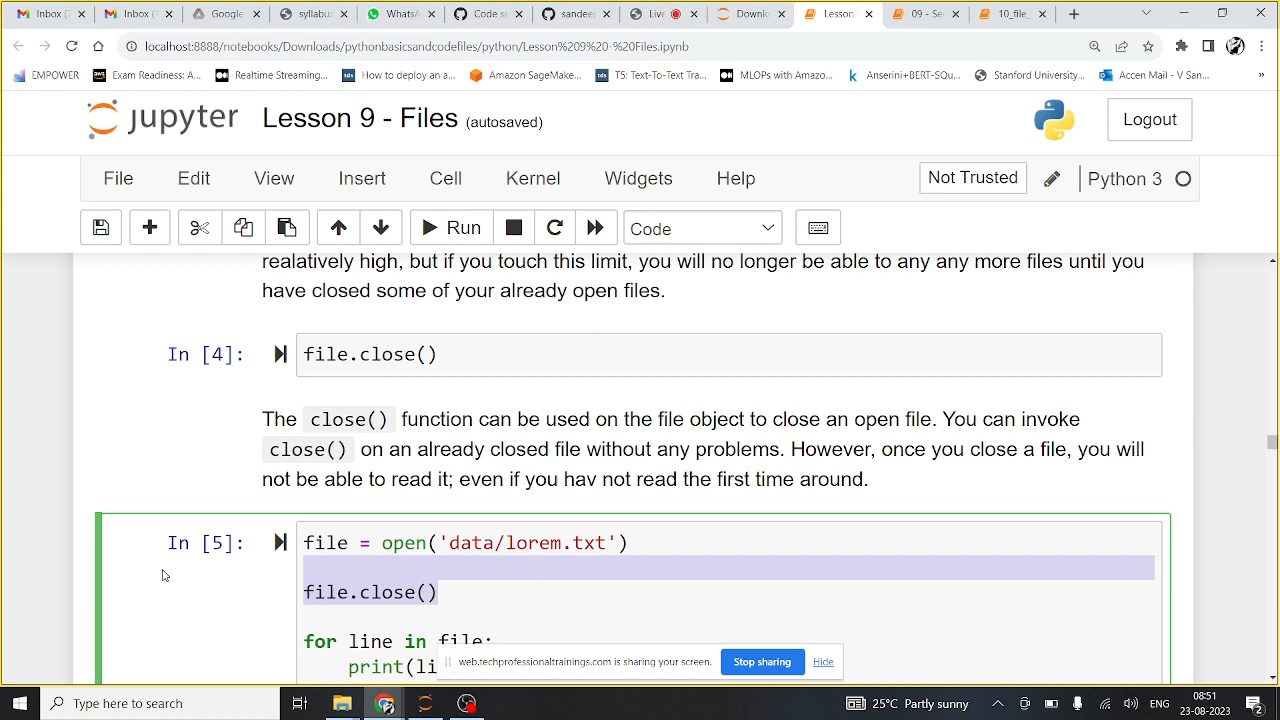 Inbox (
Inbox (1
Google
syllabus
WhatsA
Code se
sandeep
Live
Downlo
Lesson
09 - Sec
10_file_
localhost:8888/notebooks/Downloads/pythonbasicsandcodefiles/python/Lesson%209%20-%20Files.ipynb
EMPOWER
Exam Readiness: A...
Realtime Streaming...
How to deploy an a...
Amazon SageMake...
T5: Text-To-Text Tra...
MLOPs with Amazo...
Anserini+BERT-SQu...
Stanford University...
Accen Mail - V San...
»
jupyter Lesson 9 - Files (autosaved)
Logout
File Edit View Insert Cell Kernel Widgets Help
Not Trusted
Python 3
Run
Code
realatively high, but if you touch this limit, you will no longer be able to any any more files until you
have closed some of your already open files.
In [4]: file.close()
The close() function can be used on the file object to close an open file. You can invoke
close() on an already closed file without any problems. However, once you close a file, you will
not be able to read it; even if you hav not read the first time around.
In [5]: file = open('data/lorem.txt')
file.close()
for line in file:
print(li
web.techprofessionaltrainings.com is sharing your screen. Stop sharing Hide
Type here to search
25°C Partly sunny
ENG
08:51
23-08-2023
2